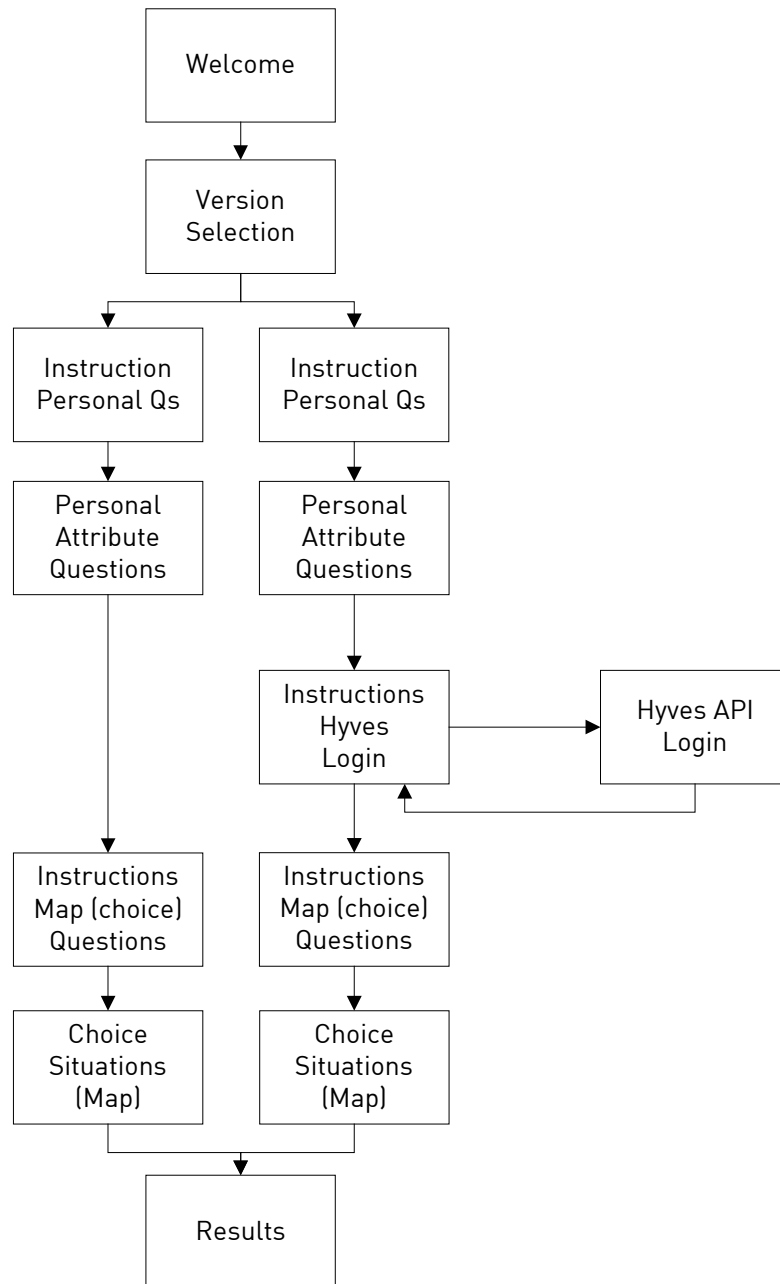 Welcome
Version
Selection
Instruction
Personal Qs
Instruction
Personal Qs
Personal
Attribute
Questions
Personal
Attribute
Questions
Instructions
Hyves
Login
Hyves API
Login
Instructions
Map (choice)
Questions
Instructions
Map (choice)
Questions
Choice
Situations
(Map)
Choice
Situations
(Map)
Results